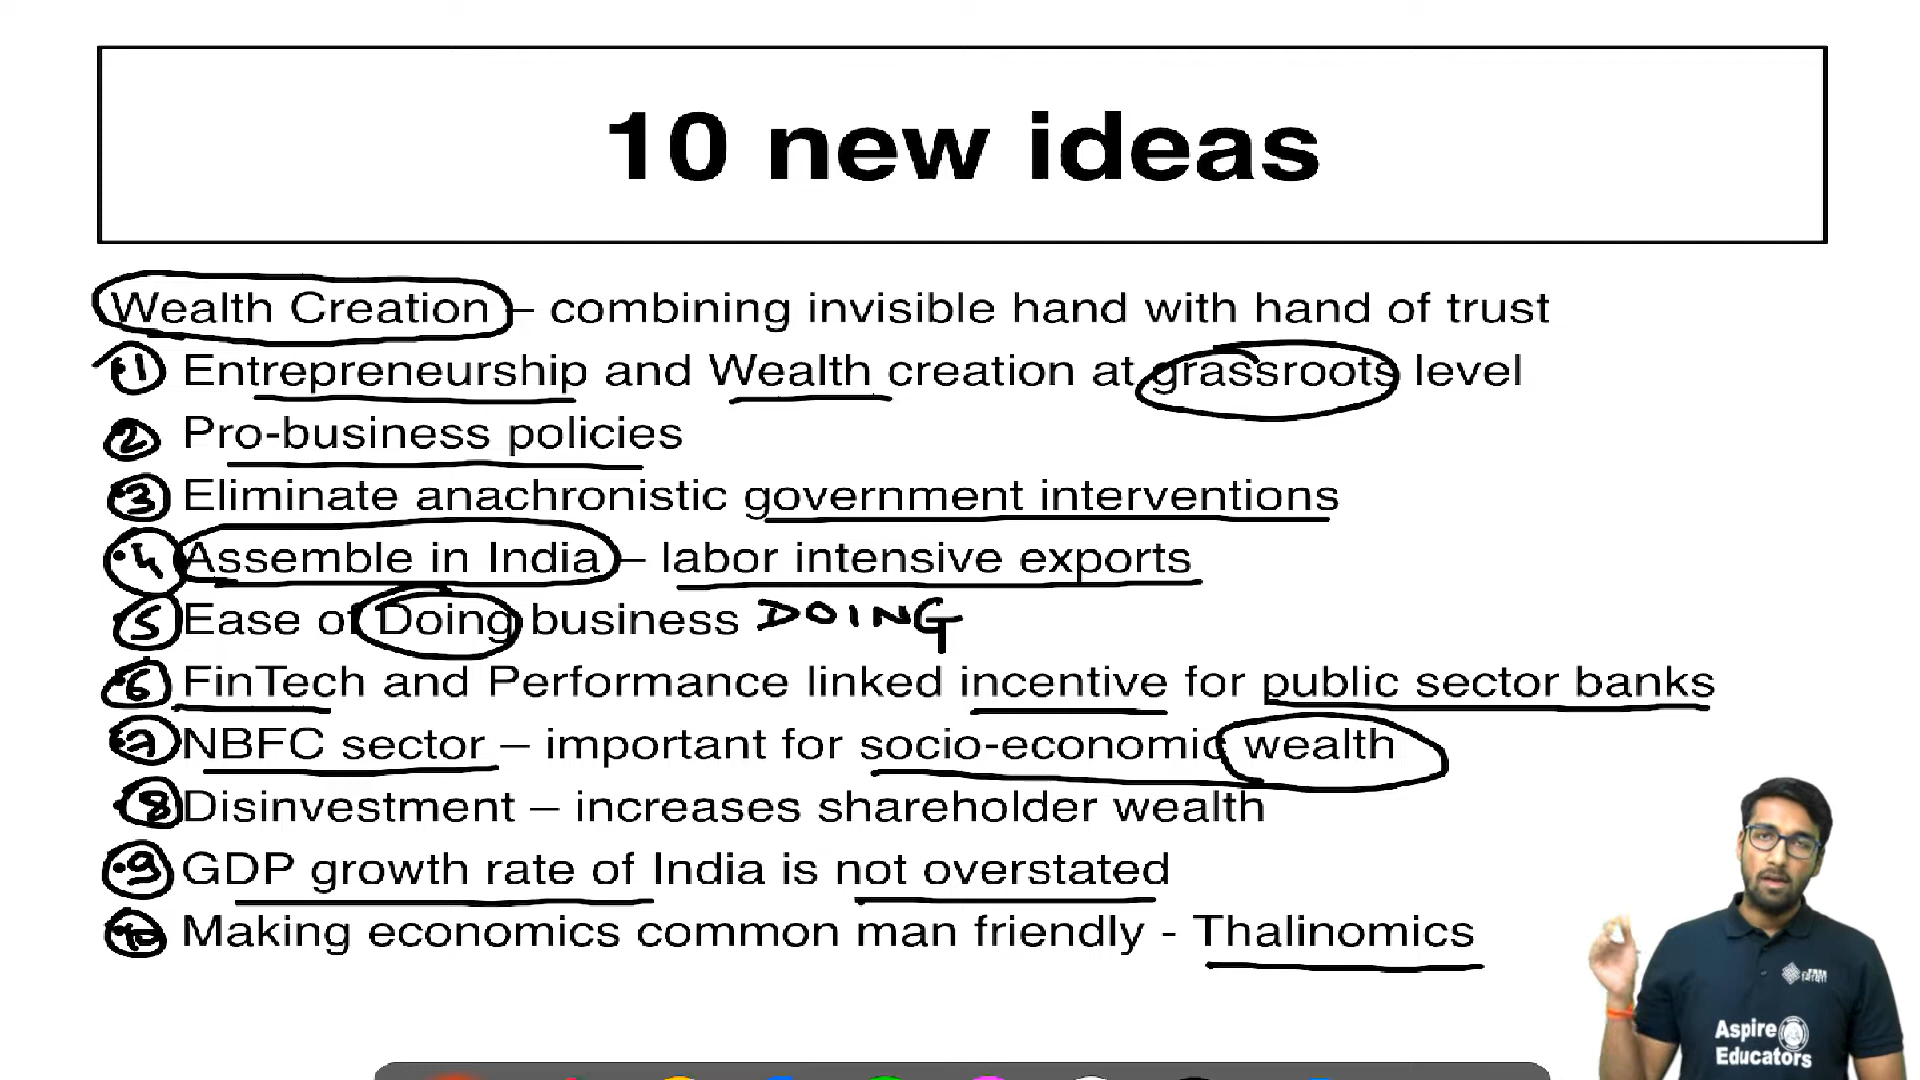 10 new ideas
Wealth Creation – combining invisible hand with hand of trust
•1 Entrepreneurship and Wealth creation at grassroots level
2 Pro-business policies
•3 Eliminate anachronistic government interventions
•4 Assemble in India – labor intensive exports
5 Ease of Doing business DOING
•6 FinTech and Performance linked incentive for public sector banks
•7 NBFC sector – important for socio-economic wealth
•8 Disinvestment – increases shareholder wealth
•9 GDP growth rate of India is not overstated
•10 Making economics common man friendly - Thalinomics
Aspire
Educators